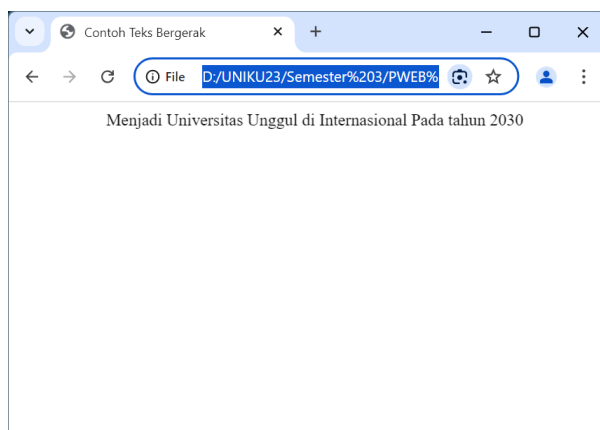 Contoh Teks Bergerak
File D:/UNIKU23/Semester%203/PWEB%
Menjadi Universitas Unggul di Internasional Pada tahun 2030